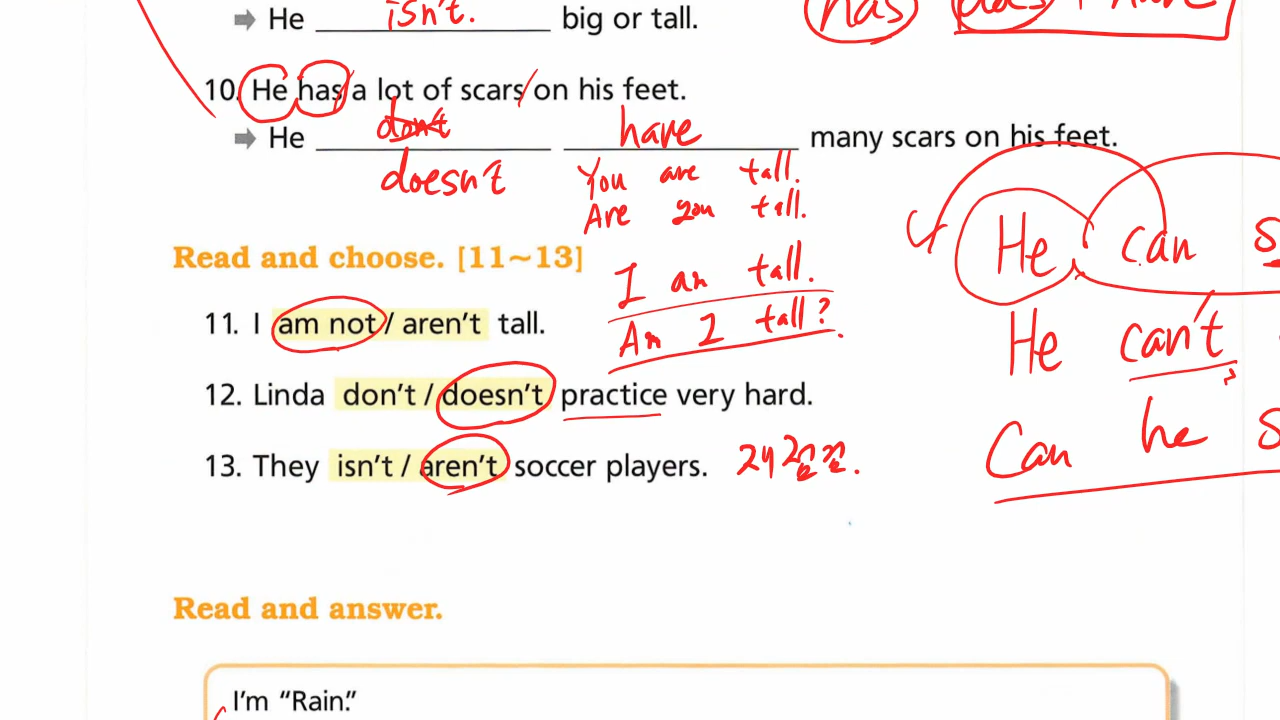 ➡ He isn't. big or tall.
has does + have
10. He has a lot of scars on his feet.
➡ He don't have many scars on his feet.
doesn't
You are tall.
Are you tall.
Read and choose. [11~13]
I am tall.
Am I tall?
He can s
11. I am not / aren't tall.
He can't
12. Linda don't / doesn't practice very hard.
Can he s
13. They isn't / aren't soccer players.
Read and answer.
I'm "Rain."